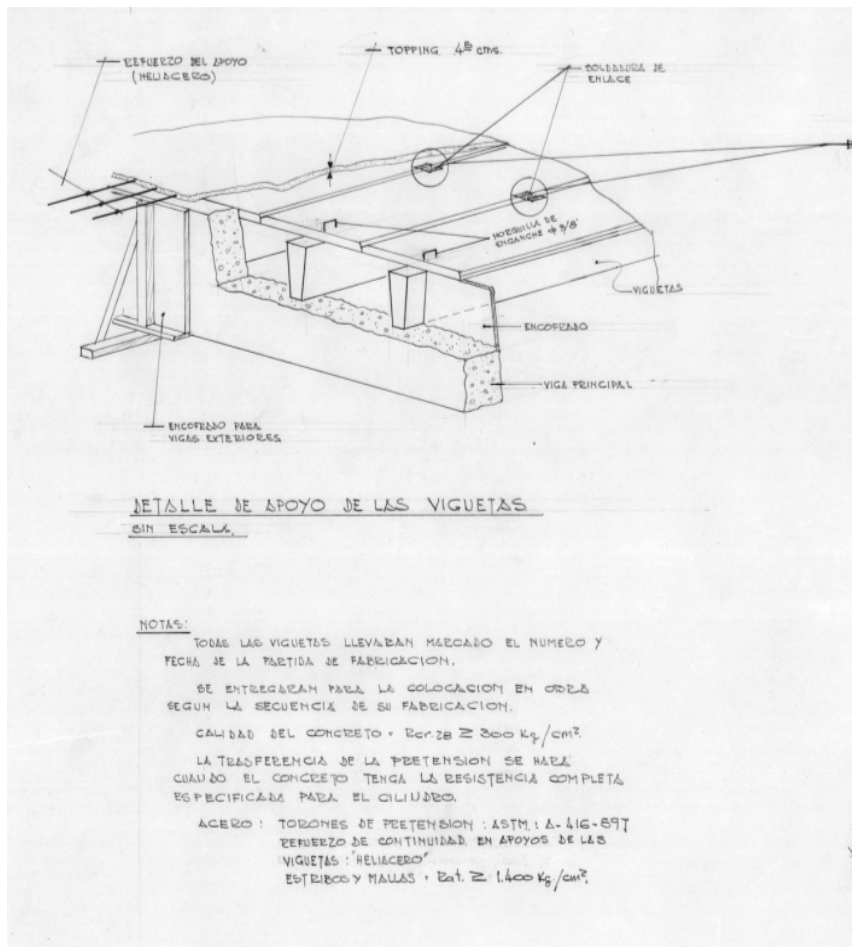 REFUERZO DEL APOYO
(HELIACERO)
TOPPING. 4⁵ cms.
SOLDADURA DE
ENLACE
HORQUILLA DE
ENGANCHE Φ 3/8"
VIGUETAS
ENCOFRADO
VIGA PRINCIPAL
ENCOFRADO PARA
VIGAS EXTERIORES
DETALLE DE APOYO DE LAS VIGUETAS
SIN ESCALA.
NOTAS:
TODAS LAS VIGUETAS LLEVARAN MARCADO EL NUMERO Y
FECHA DE LA PARTIDA DE FABRICACION.
SE ENTREGARAN PARA LA COLOCACION EN OBRA
SEGUN LA SECUENCIA DE SU FABRICACION.
CALIDAD DEL CONCRETO = Rcr.28 ≥ 300 Kg/cm².
LA TRASFERENCIA DE LA PRETENSION SE HARA
CUANDO EL CONCRETO TENGA LA RESISTENCIA COMPLETA
ESPECIFICADA PARA EL CILINDRO.
ACERO : TORONES DE PRETENSION : ASTM. : A-416-59T
REFUERZO DE CONTINUIDAD EN APOYOS DE LAS
VIGUETAS : "HELIACERO"
ESTRIBOS Y MALLAS = Rat. ≥ 1.400 Kg/cm².